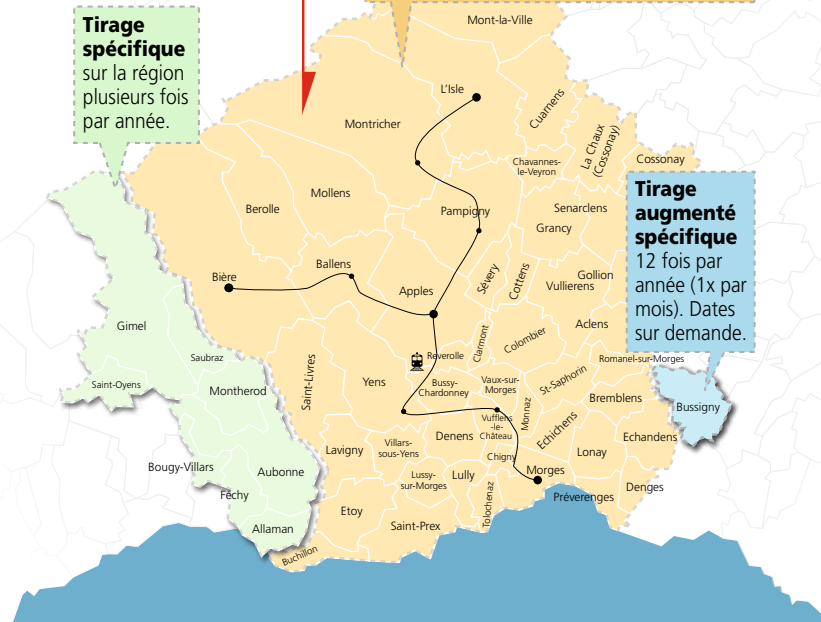 Tirage
spécifique
sur la région
plusieurs fois
par année.
Mont-la-Ville
L'Isle
Cuarnens
La Chaux
(Cossonay)
Montricher
Chavannes-
le-Veyron
Cossonay
Mollens
Berolle
Pampigny
Senarclens
Grancy
Tirage
augmenté
spécifique
12 fois par
année (1x par
mois). Dates
sur demande.
Bière
Ballens
Apples
Sévery
Cottens
Gollion
Vullierens
Gimel
Aclens
Colombier
Clarmont
Reverolle
Saubraz
Romanel-sur-Morges
Saint-Oyens
Montherod
Saint-Livres
Yens
Bussy-
Chardonney
Vaux-sur-
Morges
St-Saphorin
Bremblens
Bussigny
Monnaz
Vufflens
-le-
Château
Echichens
Echandens
Lavigny
Villars-
sous-Yens
Denens
Chigny
Lonay
Bougy-Villars
Aubonne
Lussy-
sur-Morges
Lully
Morges
Denges
Féchy
Tolochenaz
Préverenges
Etoy
Saint-Prex
Allaman
Buchillon